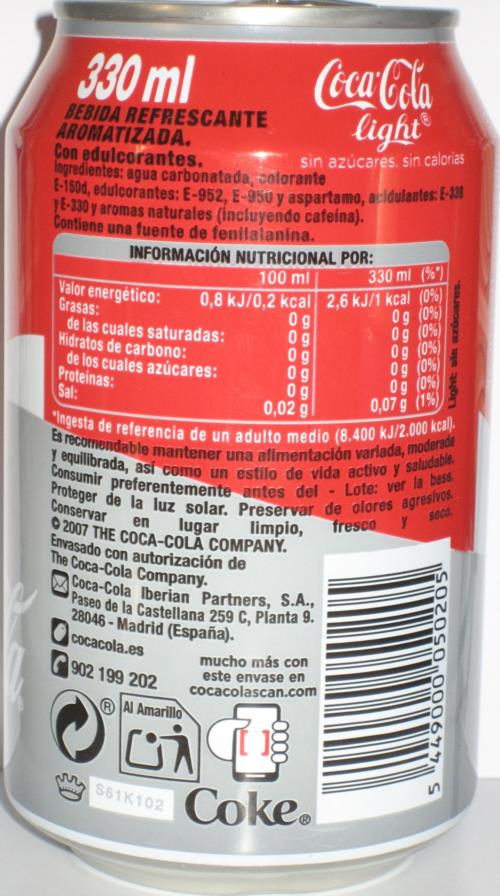 330 ml
Coca-Cola
light®
BEBIDA REFRESCANTE
AROMATIZADA.
sin azúcares. sin calorías
Con edulcorantes.
Ingredientes: agua carbonatada, colorante
E-150d, edulcorantes: E-952, E-950 y aspartamo, acidulantes: E-338
y E-330 y aromas naturales (incluyendo cafeína).
Contiene una fuente de fenilalanina.
INFORMACIÓN NUTRICIONAL POR:
100 ml 330 ml (%*)
Valor energético: 0,8 kJ/0,2 kcal 2,6 kJ/1 kcal (0%)
Grasas: 0 g 0 g (0%)
de las cuales saturadas: 0 g 0 g (0%)
Hidratos de carbono: 0 g 0 g (0%)
de los cuales azúcares: 0 g 0 g (0%)
Proteínas: 0 g 0 g (0%)
Sal: 0,02 g 0,07 g (1%)
Light: sin azúcares.
*Ingesta de referencia de un adulto medio (8.400 kJ/2.000 kcal).
Es recomendable mantener una alimentación variada, moderada
y equilibrada, así como un estilo de vida activo y saludable.
Consumir preferentemente antes del - Lote: ver la base.
Proteger de la luz solar. Preservar de olores agresivos.
Conservar en lugar limpio, fresco y seco.
© 2007 THE COCA-COLA COMPANY.
Envasado con autorización de
The Coca-Cola Company.
Coca-Cola Iberian Partners, S.A.,
Paseo de la Castellana 259 C, Planta 9.
28046 - Madrid (España).
cocacola.es
902 199 202
mucho más con
este envase en
cocacolascan.com
®
Al Amarillo
S61K102
Coke®
5 449000 050205